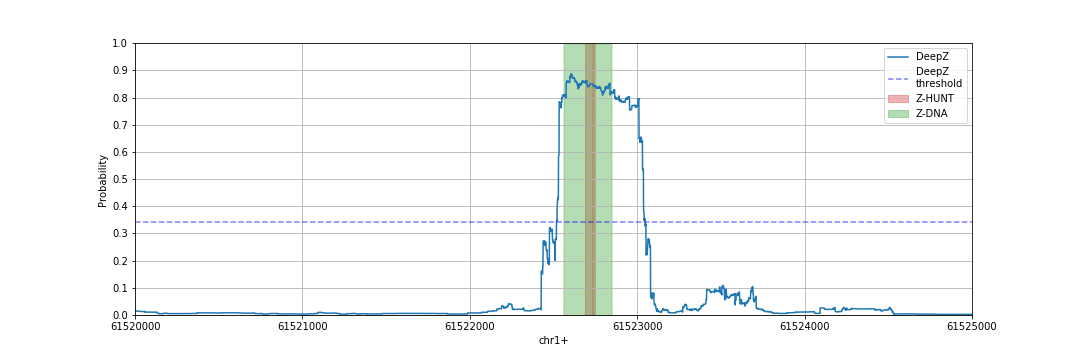 1.0
0.9
0.8
0.7
0.6
0.5
0.4
0.3
0.2
0.1
0.0
Probability
61520000 61521000 61522000 61523000 61524000 61525000
chr1+
DeepZ
DeepZ
threshold
Z-HUNT
Z-DNA